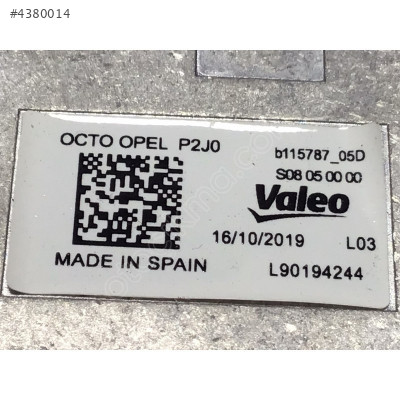 #4380014
OCTO OPEL P2J0
b115787_05D
S08 05 00 00
Valeo
16/10/2019 L03
MADE IN SPAIN
L90194244